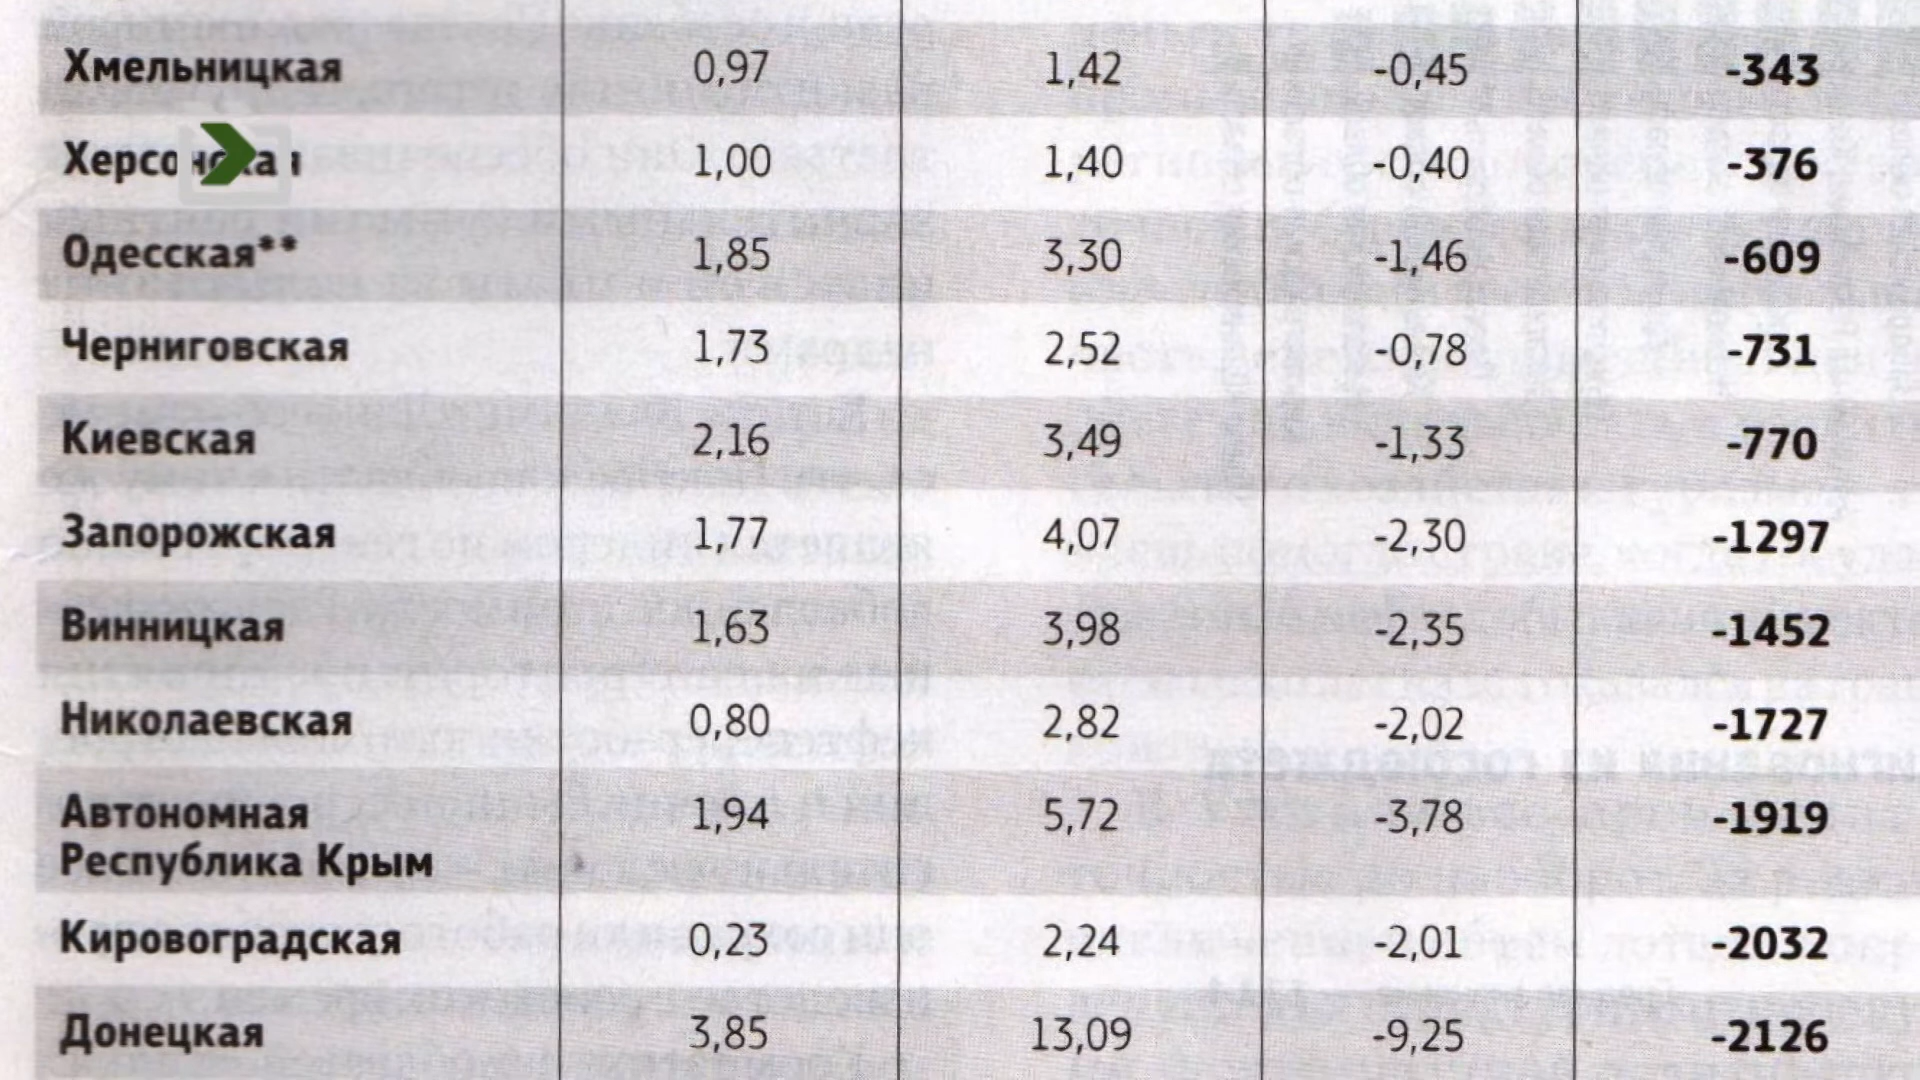 Хмельницкая 0,97 1,42 -0,45 -343
Херсонская 1,00 1,40 -0,40 -376
Одесская** 1,85 3,30 -1,46 -609
Черниговская 1,73 2,52 -0,78 -731
Киевская 2,16 3,49 -1,33 -770
Запорожская 1,77 4,07 -2,30 -1297
Винницкая 1,63 3,98 -2,35 -1452
Николаевская 0,80 2,82 -2,02 -1727
Автономная 1,94 5,72 -3,78 -1919
Республика Крым
Кировоградская 0,23 2,24 -2,01 -2032
Донецкая 3,85 13,09 -9,25 -2126